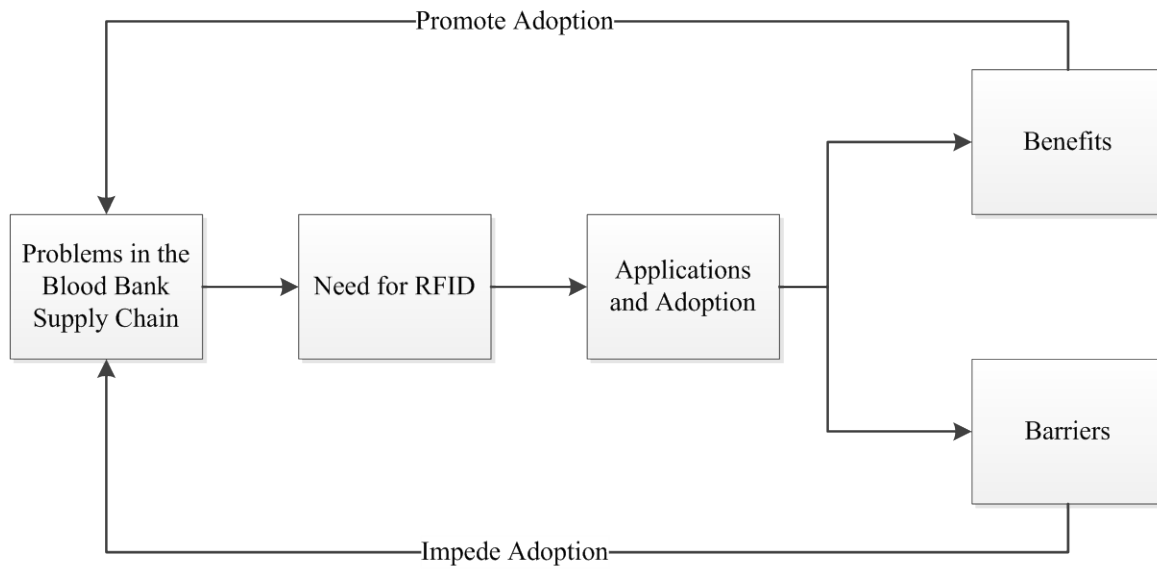 Promote Adoption
Benefits
Problems in the
Blood Bank
Supply Chain
Need for RFID
Applications
and Adoption
Barriers
Impede Adoption